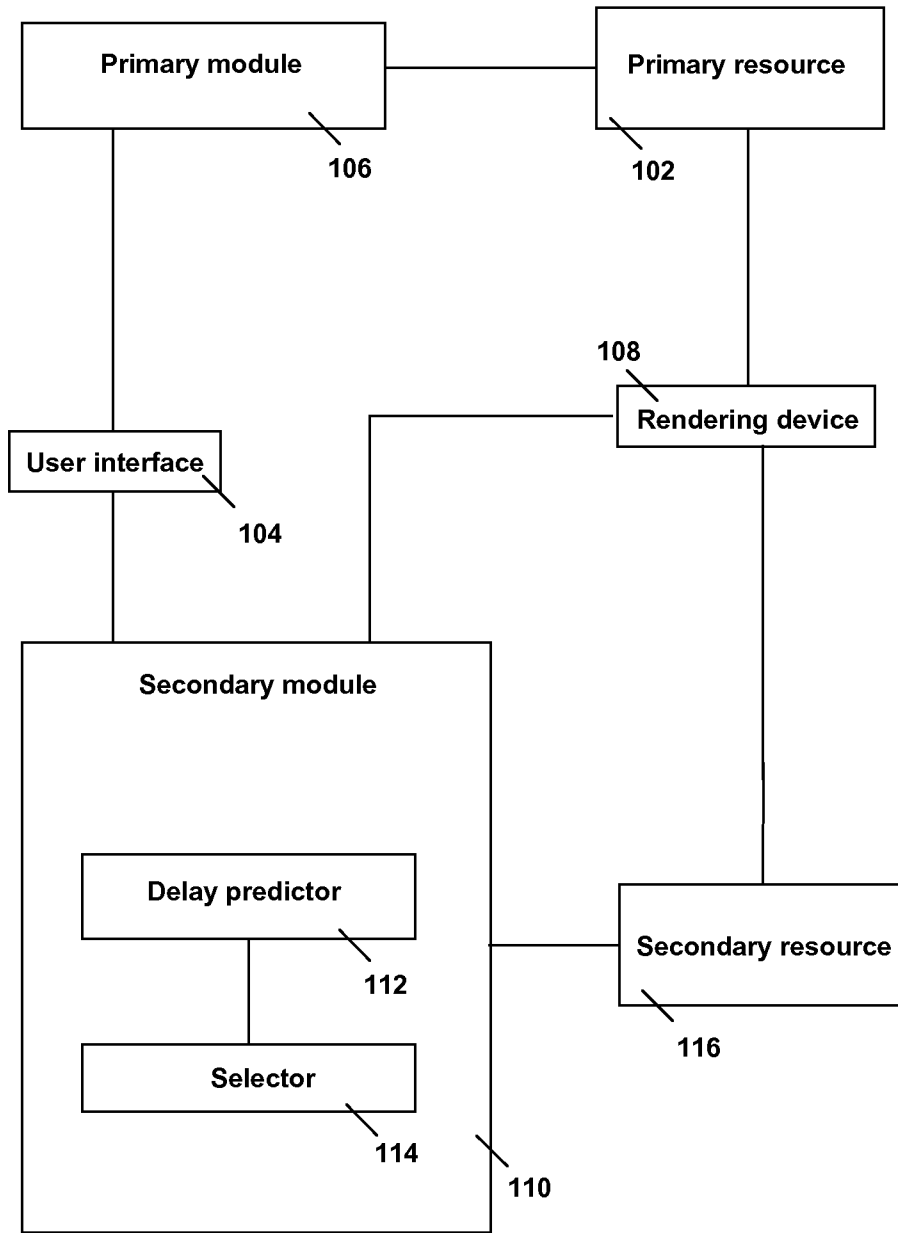 Primary module
106
Primary resource
102
108
Rendering device
User interface
104
Secondary module
Delay predictor
112
Selector
114
110
Secondary resource
116